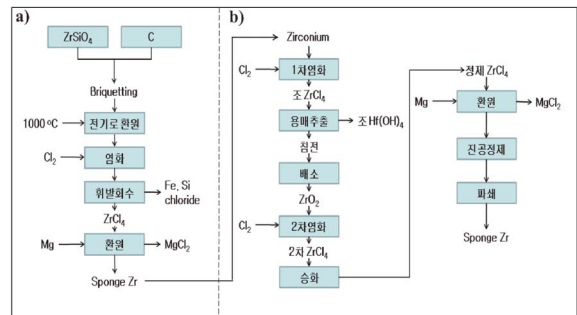 a)
ZrSiO4
C
Briquetting
1000 ºC
전기로환원
Cl2
염화
휘발회수
Fe, Si
chloride
ZrCl4
Mg
환원
MgCl2
Sponge Zr
b)
Zirconium
Cl2
1차염화
조 ZrCl4
용매추출
조 Hf(OH)4
침전
배소
ZrO2
Cl2
2차염화
2차 ZrCl4
승화
정제 ZrCl4
Mg
환원
MgCl2
진공정제
파쇄
Sponge Zr